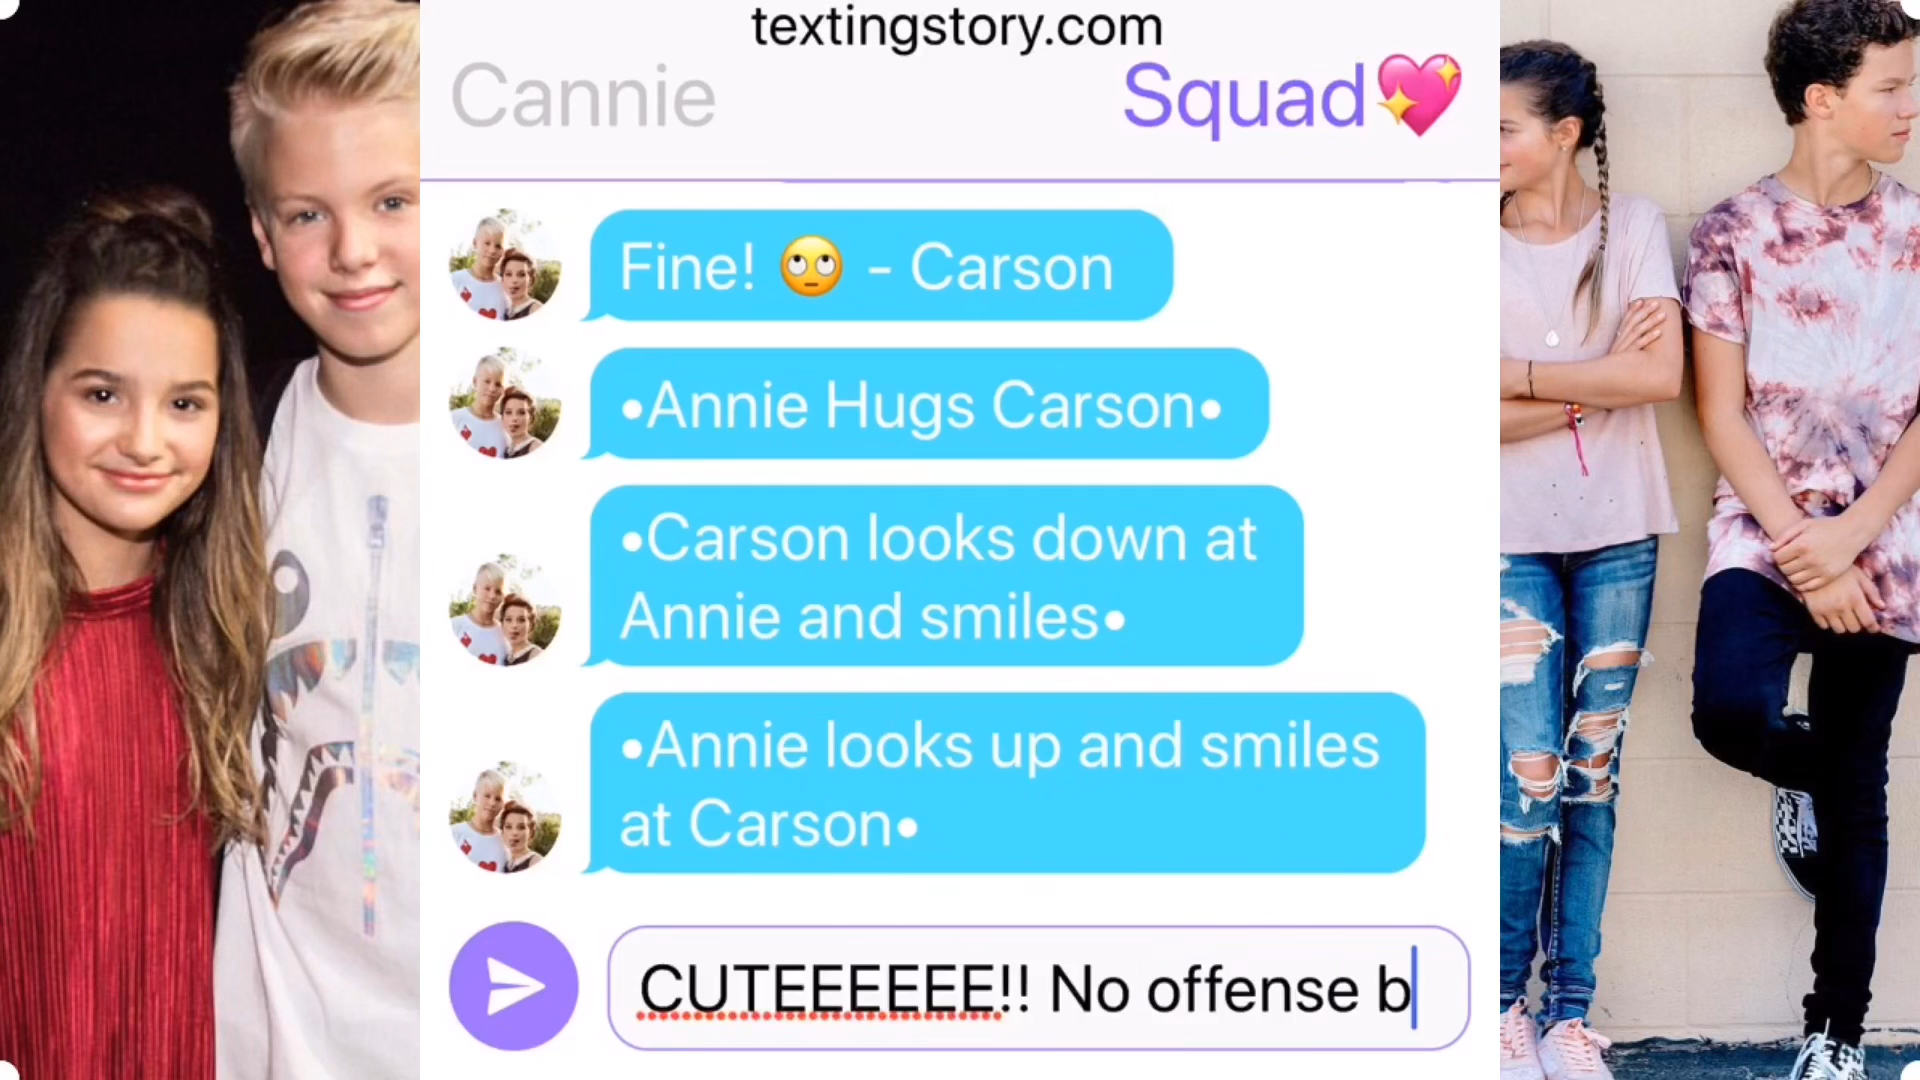 textingstory.com
Cannie
Squad💖
Fine! 🙄 - Carson
•Annie Hugs Carson•
•Carson looks down at
Annie and smiles•
•Annie looks up and smiles
at Carson•
CUTEEEEEE!! No offense b